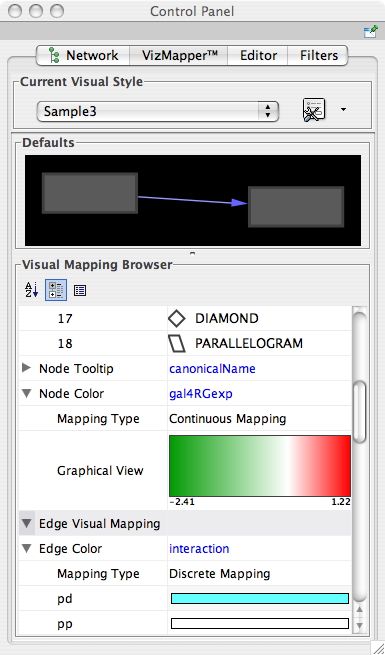 Control Panel
Network VizMapper™ Editor Filters
Current Visual Style
Sample3
Defaults
Visual Mapping Browser
17 DIAMOND
18 PARALLELOGRAM
Node Tooltip canonicalName
Node Color gal4RGexp
Mapping Type Continuous Mapping
Graphical View
-2.41 1.22
Edge Visual Mapping
Edge Color interaction
Mapping Type Discrete Mapping
pd
pp